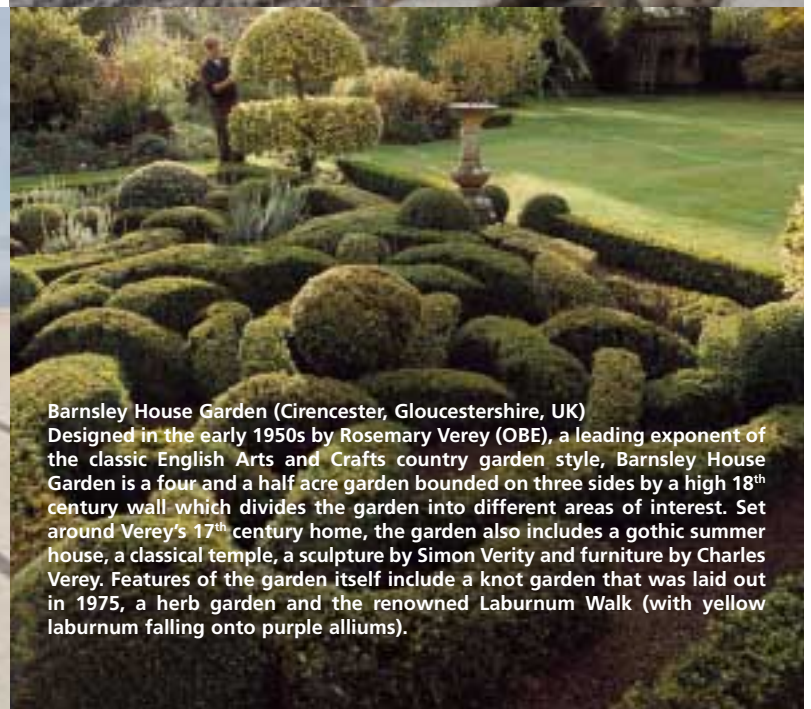 Barnsley House Garden (Cirencester, Gloucestershire, UK)
Designed in the early 1950s by Rosemary Verey (OBE), a leading exponent of
the classic English Arts and Crafts country garden style, Barnsley House
Garden is a four and a half acre garden bounded on three sides by a high 18th
century wall which divides the garden into different areas of interest. Set
around Verey's 17th century home, the garden also includes a gothic summer
house, a classical temple, a sculpture by Simon Verity and furniture by Charles
Verey. Features of the garden itself include a knot garden that was laid out
in 1975, a herb garden and the renowned Laburnum Walk (with yellow
laburnum falling onto purple alliums).